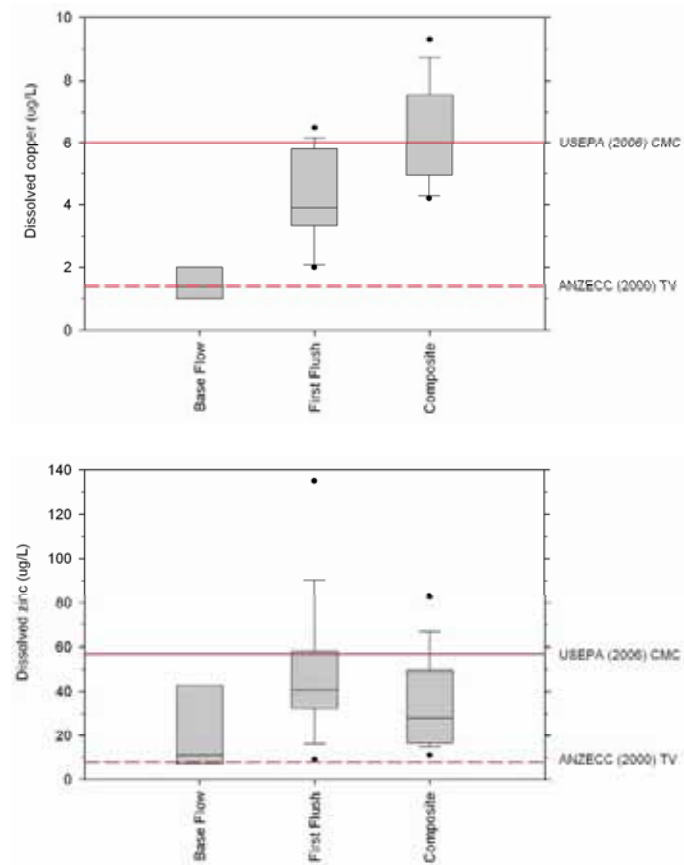 10
8
6
4
2
0
Dissolved copper (ug/L)
USEPA (2006) CMC
ANZECC (2000) TV
Base Flow
First Flush
Composite
140
120
100
80
60
40
20
0
Dissolved zinc (ug/L)
USEPA (2006) CMC
ANZECC (2000) TV
Base Flow
First Flush
Composite